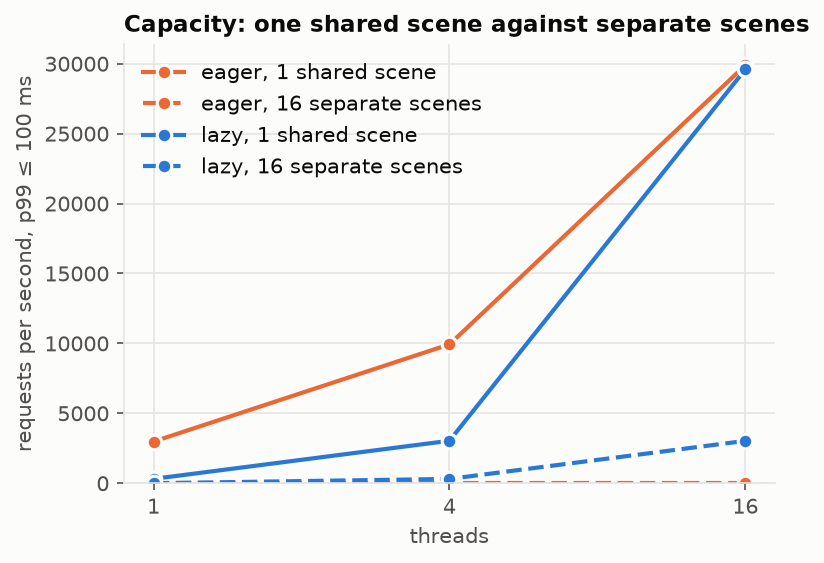 Capacity: one shared scene against separate scenes
requests per second, p99 ≤ 100 ms
30000
25000
20000
15000
10000
5000
0
eager, 1 shared scene
eager, 16 separate scenes
lazy, 1 shared scene
lazy, 16 separate scenes
1
4
16
threads